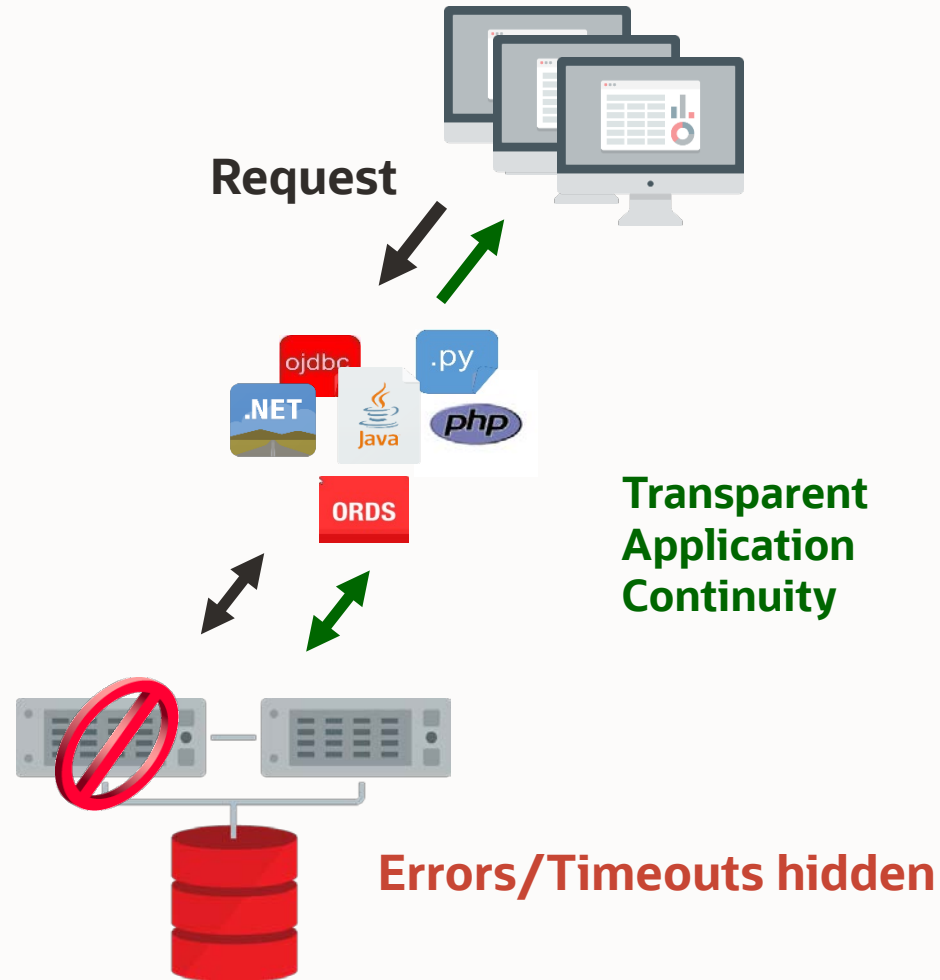 Request
ojdbc
.py
.NET
Java
php
ORDS
Transparent
Application
Continuity
Errors/Timeouts hidden